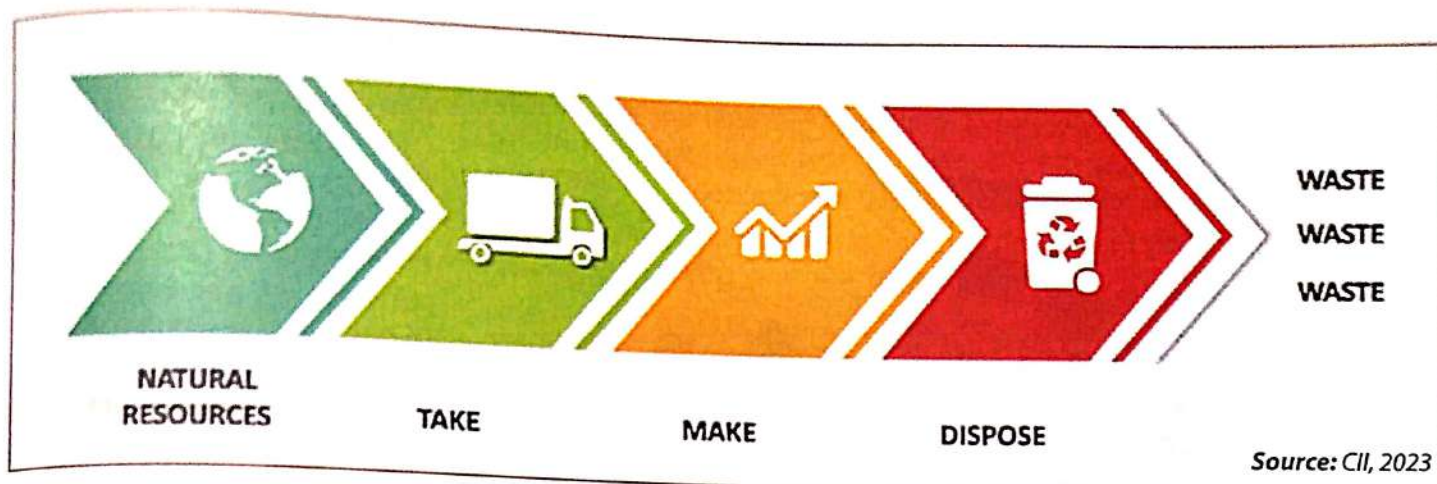 NATURAL
RESOURCES
TAKE
MAKE
DISPOSE
WASTE
WASTE
WASTE
Source: CII, 2023